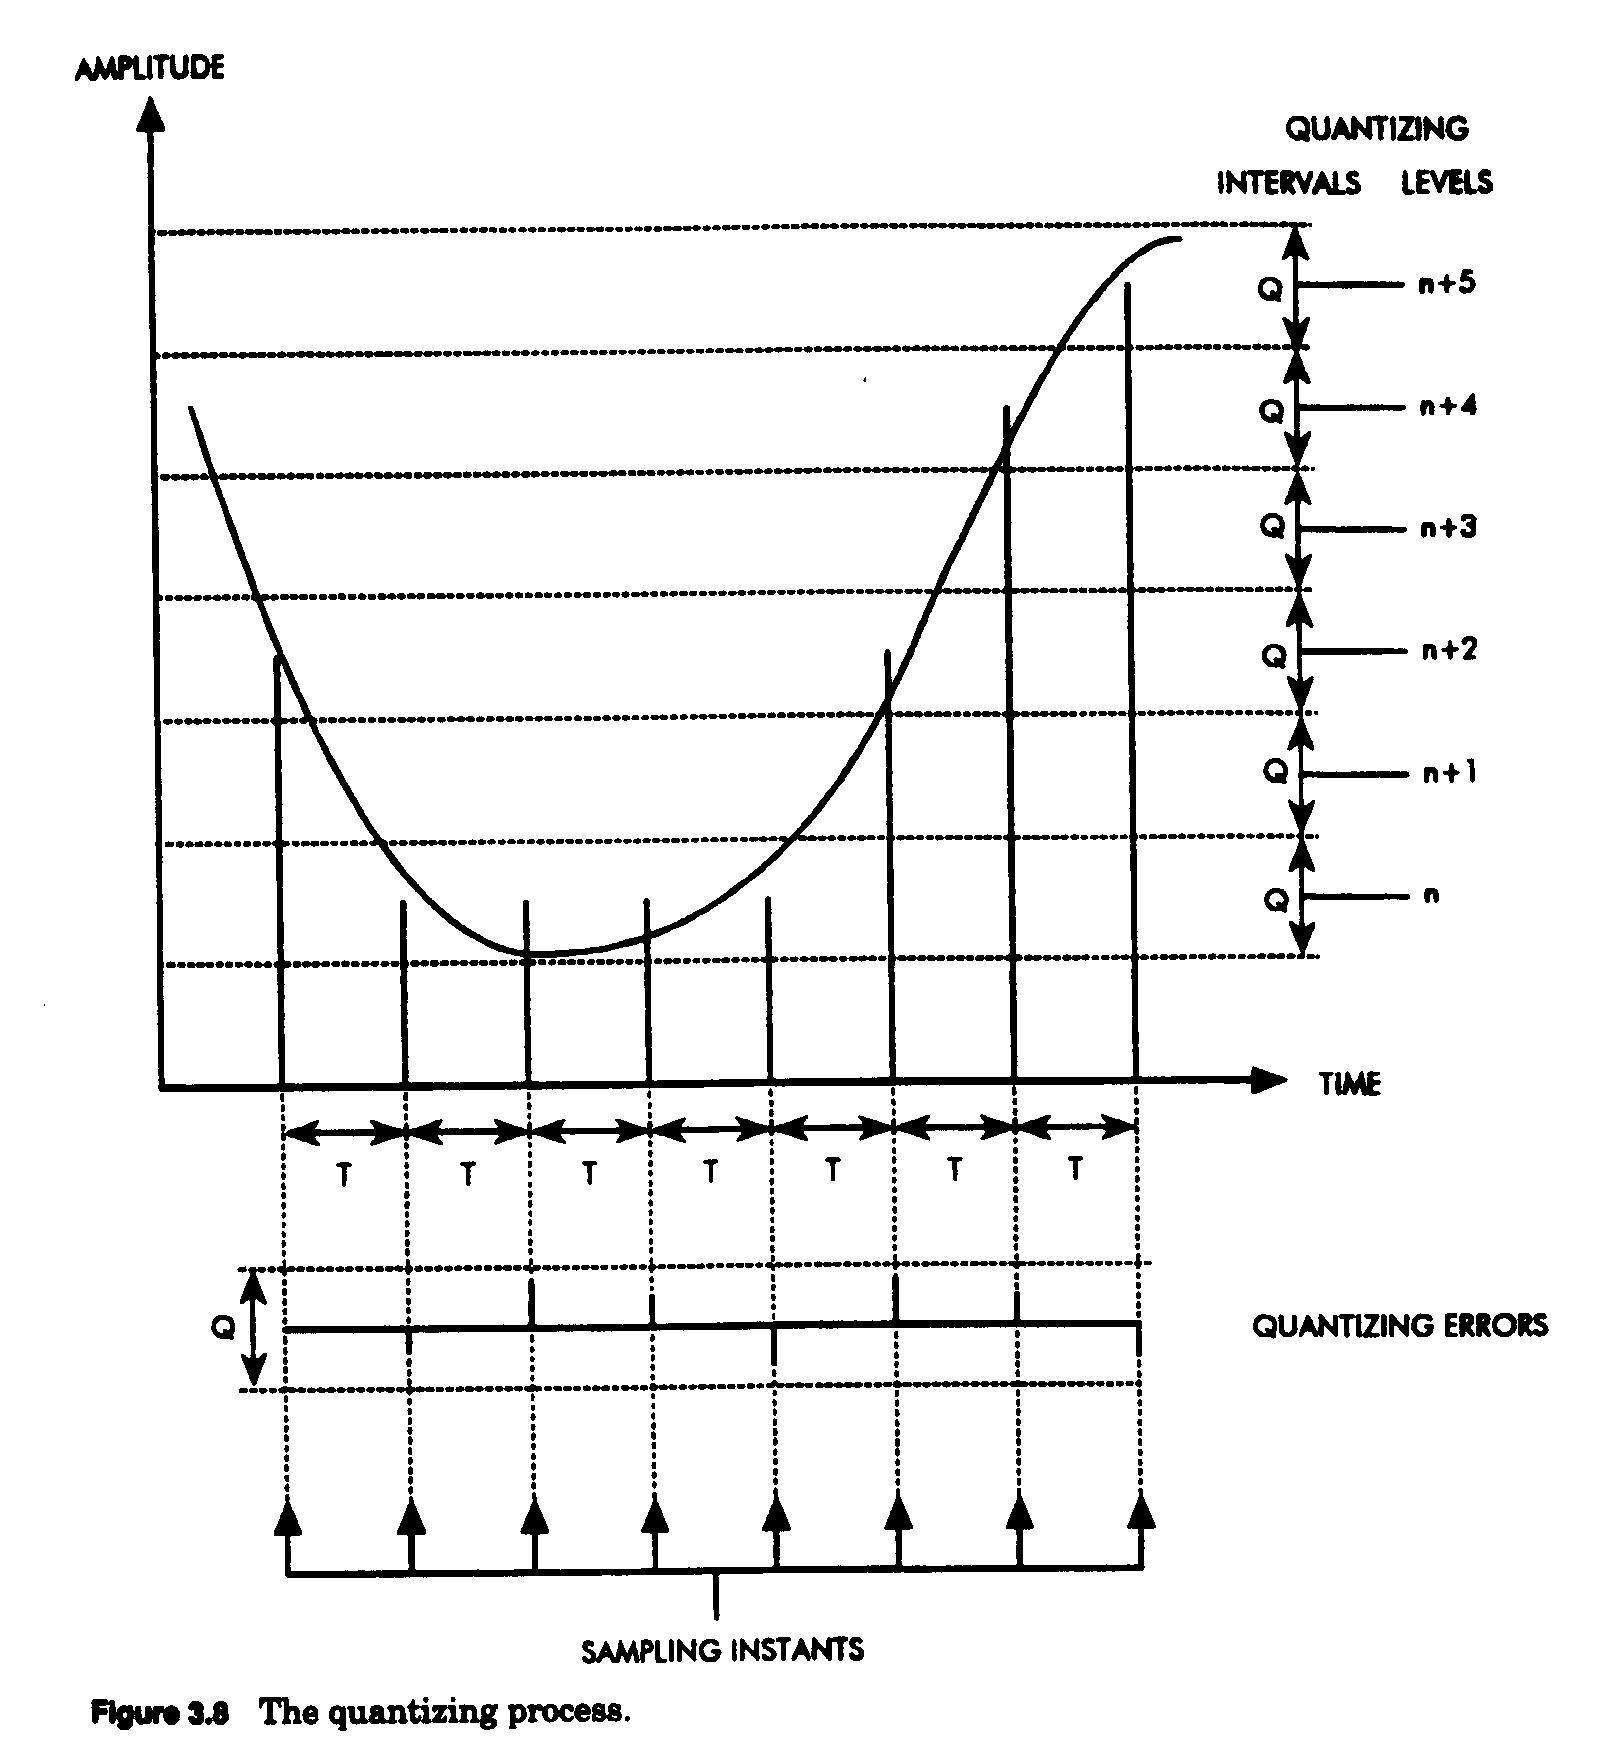 AMPLITUDE
QUANTIZING
INTERVALS LEVELS
Q n+5
Q n+4
Q n+3
Q n+2
Q n+1
Q n
TIME
T T T T T T T
Q
QUANTIZING ERRORS
SAMPLING INSTANTS
Figure 3.8 The quantizing process.